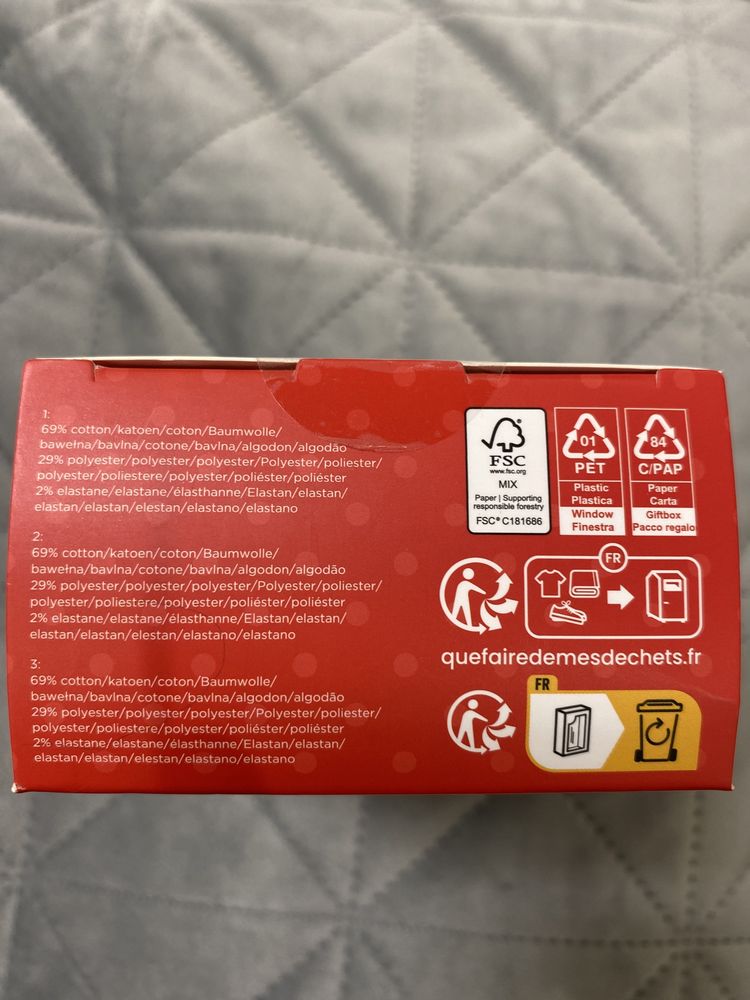 1:
69% cotton/katoen/coton/Baumwolle/
bawełna/bavlna/cotone/bavlna/algodon/algodão
29% polyester/polyester/polyester/Polyester/poliester/
polyester/poliestere/polyester/poliéster/poliéster
2% elastane/elastane/élasthanne/Elastan/elastan/
elastan/elastan/elestan/elastano/elastano
2:
69% cotton/katoen/coton/Baumwolle/
bawełna/bavlna/cotone/bavlna/algodon/algodão
29% polyester/polyester/polyester/Polyester/poliester/
polyester/poliestere/polyester/poliéster/poliéster
2% elastane/elastane/élasthanne/Elastan/elastan/
elastan/elastan/elestan/elastano/elastano
3:
69% cotton/katoen/coton/Baumwolle/
bawełna/bavlna/cotone/bavlna/algodon/algodão
29% polyester/polyester/polyester/Polyester/poliester/
polyester/poliestere/polyester/poliéster/poliéster
2% elastane/elastane/élasthanne/Elastan/elastan/
elastan/elastan/elestan/elastano/elastano
FSC
www.fsc.org
MIX
Paper | Supporting
responsible forestry
FSC® C181686
01
PET
Plastic
Plastica
Window
Finestra
84
C/PAP
Paper
Carta
Giftbox
Pacco regalo
FR
quefairedemesdechets.fr
FR